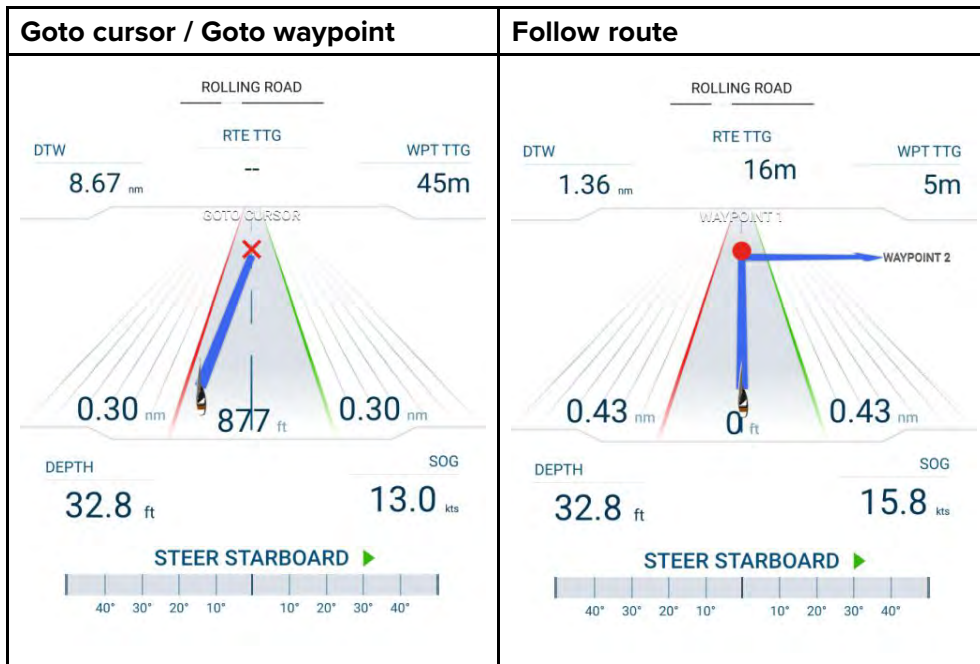 Goto cursor / Goto waypoint
ROLLING ROAD
DTW
RTE TTG
WPT TTG
8.67 nm
--
45m
GOTO CURSOR
0.30 nm
877 ft
0.30 nm
DEPTH
SOG
32.8 ft
13.0 kts
STEER STARBOARD
40° 30° 20° 10° 10° 20° 30° 40°
Follow route
ROLLING ROAD
DTW
RTE TTG
WPT TTG
1.36 nm
16m
5m
WAYPOINT 1
WAYPOINT 2
0.43 nm
0 ft
0.43 nm
DEPTH
SOG
32.8 ft
15.8 kts
STEER STARBOARD
40° 30° 20° 10° 10° 20° 30° 40°